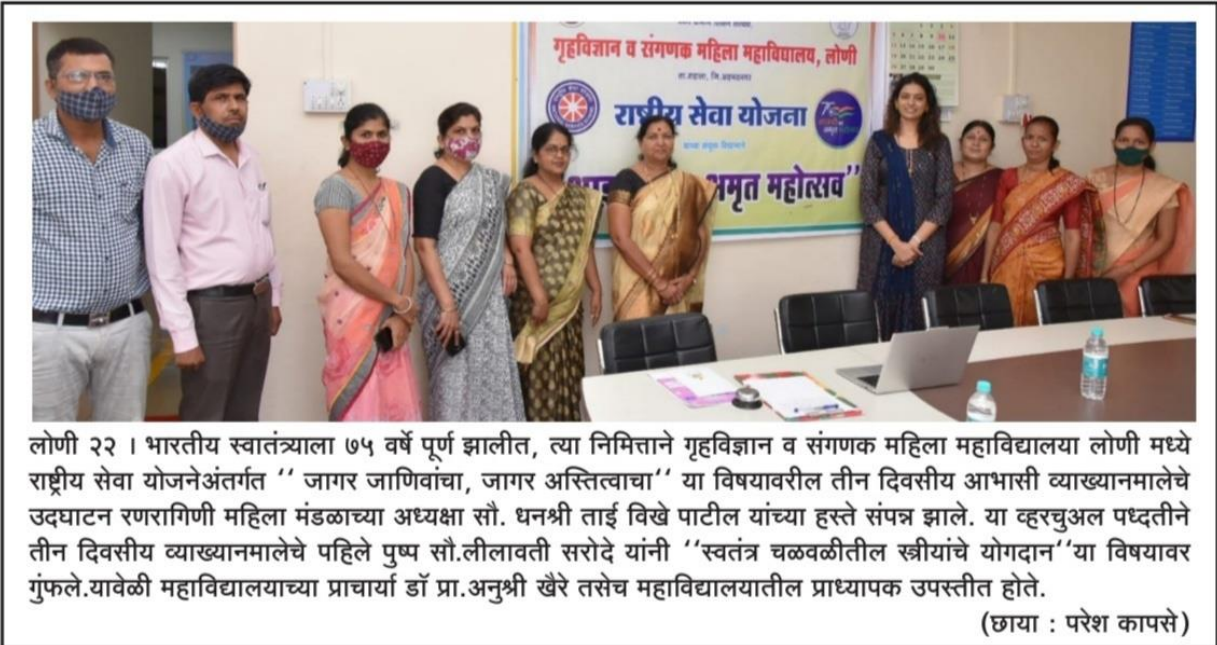 गृहविज्ञान व संगणक महिला महाविद्यालय, लोणी
ता.राहाता, जि.अहमदनगर
राष्ट्रीय सेवा योजना
अमृत महोत्सव”
लोणी २२ । भारतीय स्वातंत्र्याला ७५ वर्षे पूर्ण झालीत, त्या निमित्ताने गृहविज्ञान व संगणक महिला महाविद्यालया लोणी मध्ये
राष्ट्रीय सेवा योजनेअंतर्गत ‘‘ जागर जाणिवांचा, जागर अस्तित्वाचा‘‘ या विषयावरील तीन दिवसीय आभासी व्याख्यानमालेचे
उदघाटन रणरागिणी महिला मंडळाच्या अध्यक्षा सौ. धनश्री ताई विखे पाटील यांच्या हस्ते संपन्न झाले. या व्हरचुअल पध्दतीने
तीन दिवसीय व्याख्यानमालेचे पहिले पुष्प सौ.लीलावती सरोदे यांनी ‘‘स्वतंत्र चळवळीतील स्त्रीयांचे योगदान‘‘या विषयावर
गुंफले.यावेळी महाविद्यालयाच्या प्राचार्या डॉ प्रा.अनुश्री खैरे तसेच महाविद्यालयातील प्राध्यापक उपस्तीत होते.
(छाया : परेश कापसे)